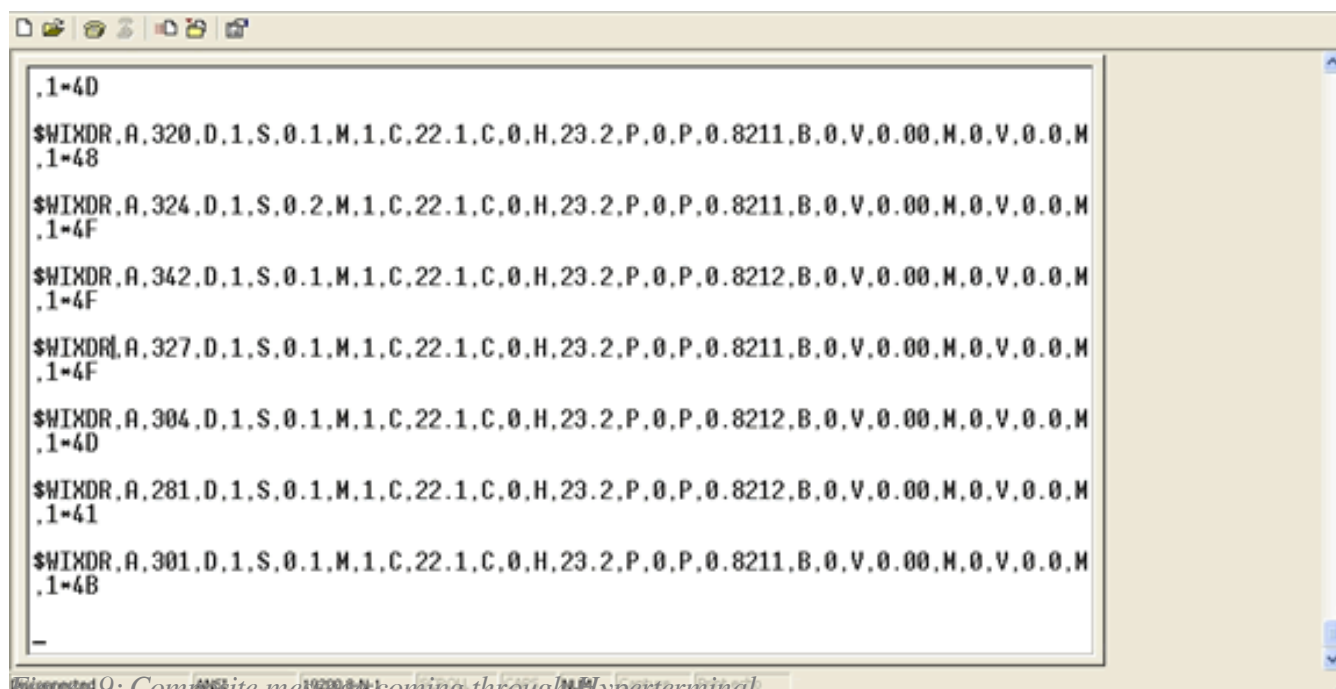 ,1*4D
$WIXDR,A,320,D,1,S,0.1,M,1,C,22.1,C,0,H,23.2,P,0,P,0.8211,B,0,V,0.00,M,0,V,0.0,M
,1*48
$WIXDR,A,324,D,1,S,0.2,M,1,C,22.1,C,0,H,23.2,P,0,P,0.8211,B,0,V,0.00,M,0,V,0.0,M
,1*4F
$WIXDR,A,342,D,1,S,0.1,M,1,C,22.1,C,0,H,23.2,P,0,P,0.8212,B,0,V,0.00,M,0,V,0.0,M
,1*4F
$WIXDR,A,327,D,1,S,0.1,M,1,C,22.1,C,0,H,23.2,P,0,P,0.8211,B,0,V,0.00,M,0,V,0.0,M
,1*4F
$WIXDR,A,304,D,1,S,0.1,M,1,C,22.1,C,0,H,23.2,P,0,P,0.8212,B,0,V,0.00,M,0,V,0.0,M
,1*4D
$WIXDR,A,281,D,1,S,0.1,M,1,C,22.1,C,0,H,23.2,P,0,P,0.8212,B,0,V,0.00,M,0,V,0.0,M
,1*41
$WIXDR,A,301,D,1,S,0.1,M,1,C,22.1,C,0,H,23.2,P,0,P,0.8211,B,0,V,0.00,M,0,V,0.0,M
,1*4B
_
9: Composite message coming through Hyperterminal